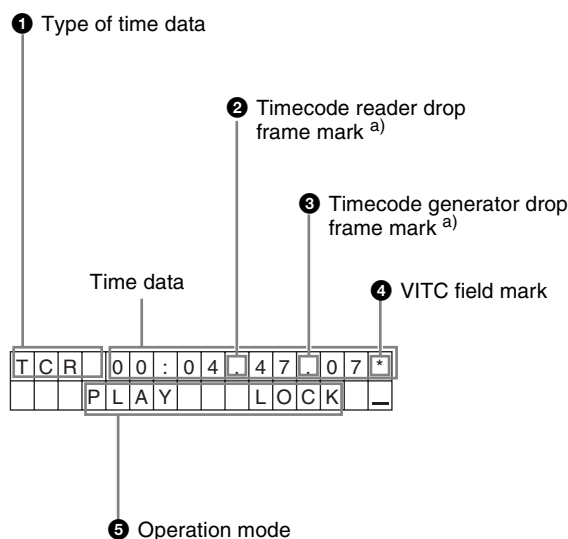 ❶ Type of time data
❷ Timecode reader drop
frame mark a)
❸ Timecode generator drop
frame mark a)
Time data
❹ VITC field mark
TCR 00:04.47.07*
PLAY LOCK _
❺ Operation mode